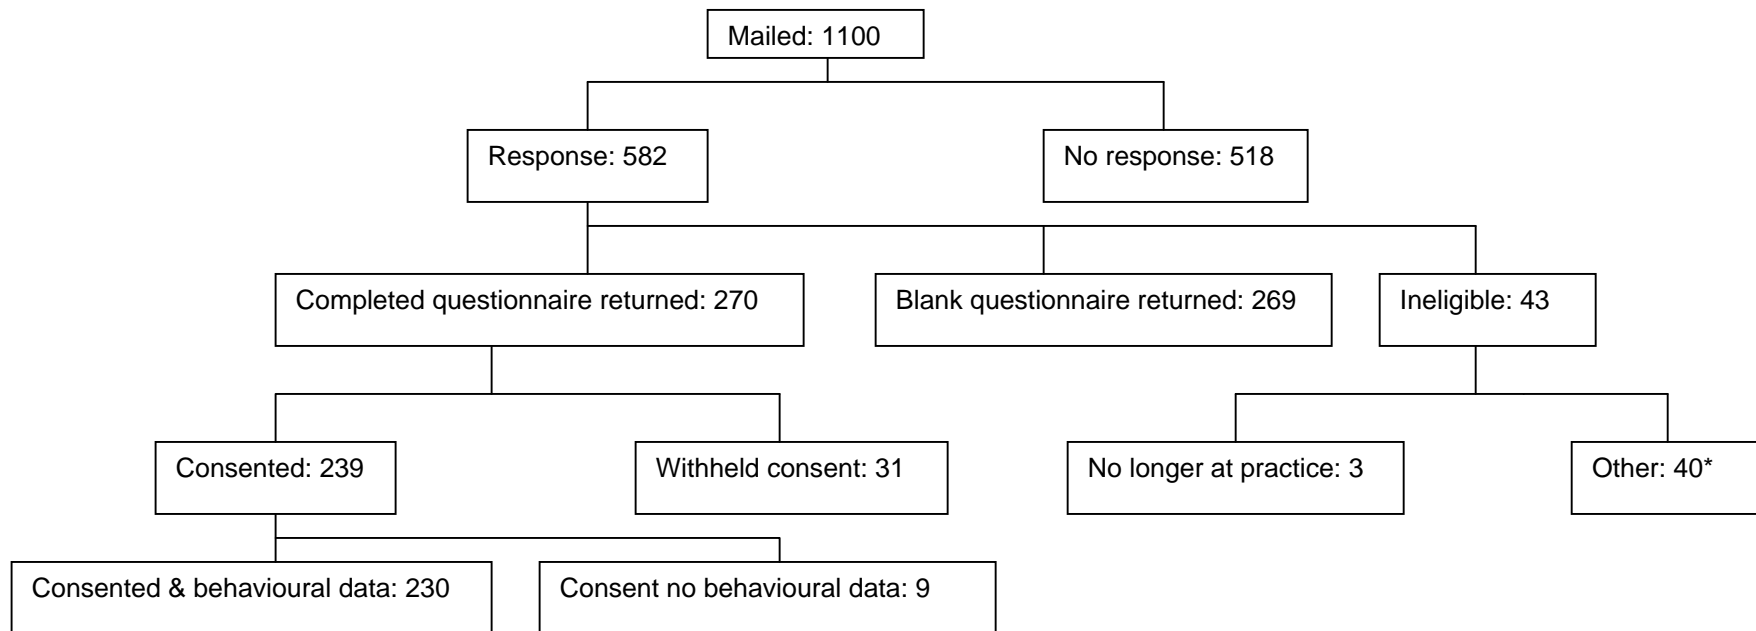 Mailed: 1100
Response: 582
No response: 518
Completed questionnaire returned: 270
Blank questionnaire returned: 269
Ineligible: 43
Consented: 239
Withheld consent: 31
No longer at practice: 3
Other: 40*
Consented & behavioural data: 230
Consent no behavioural data: 9